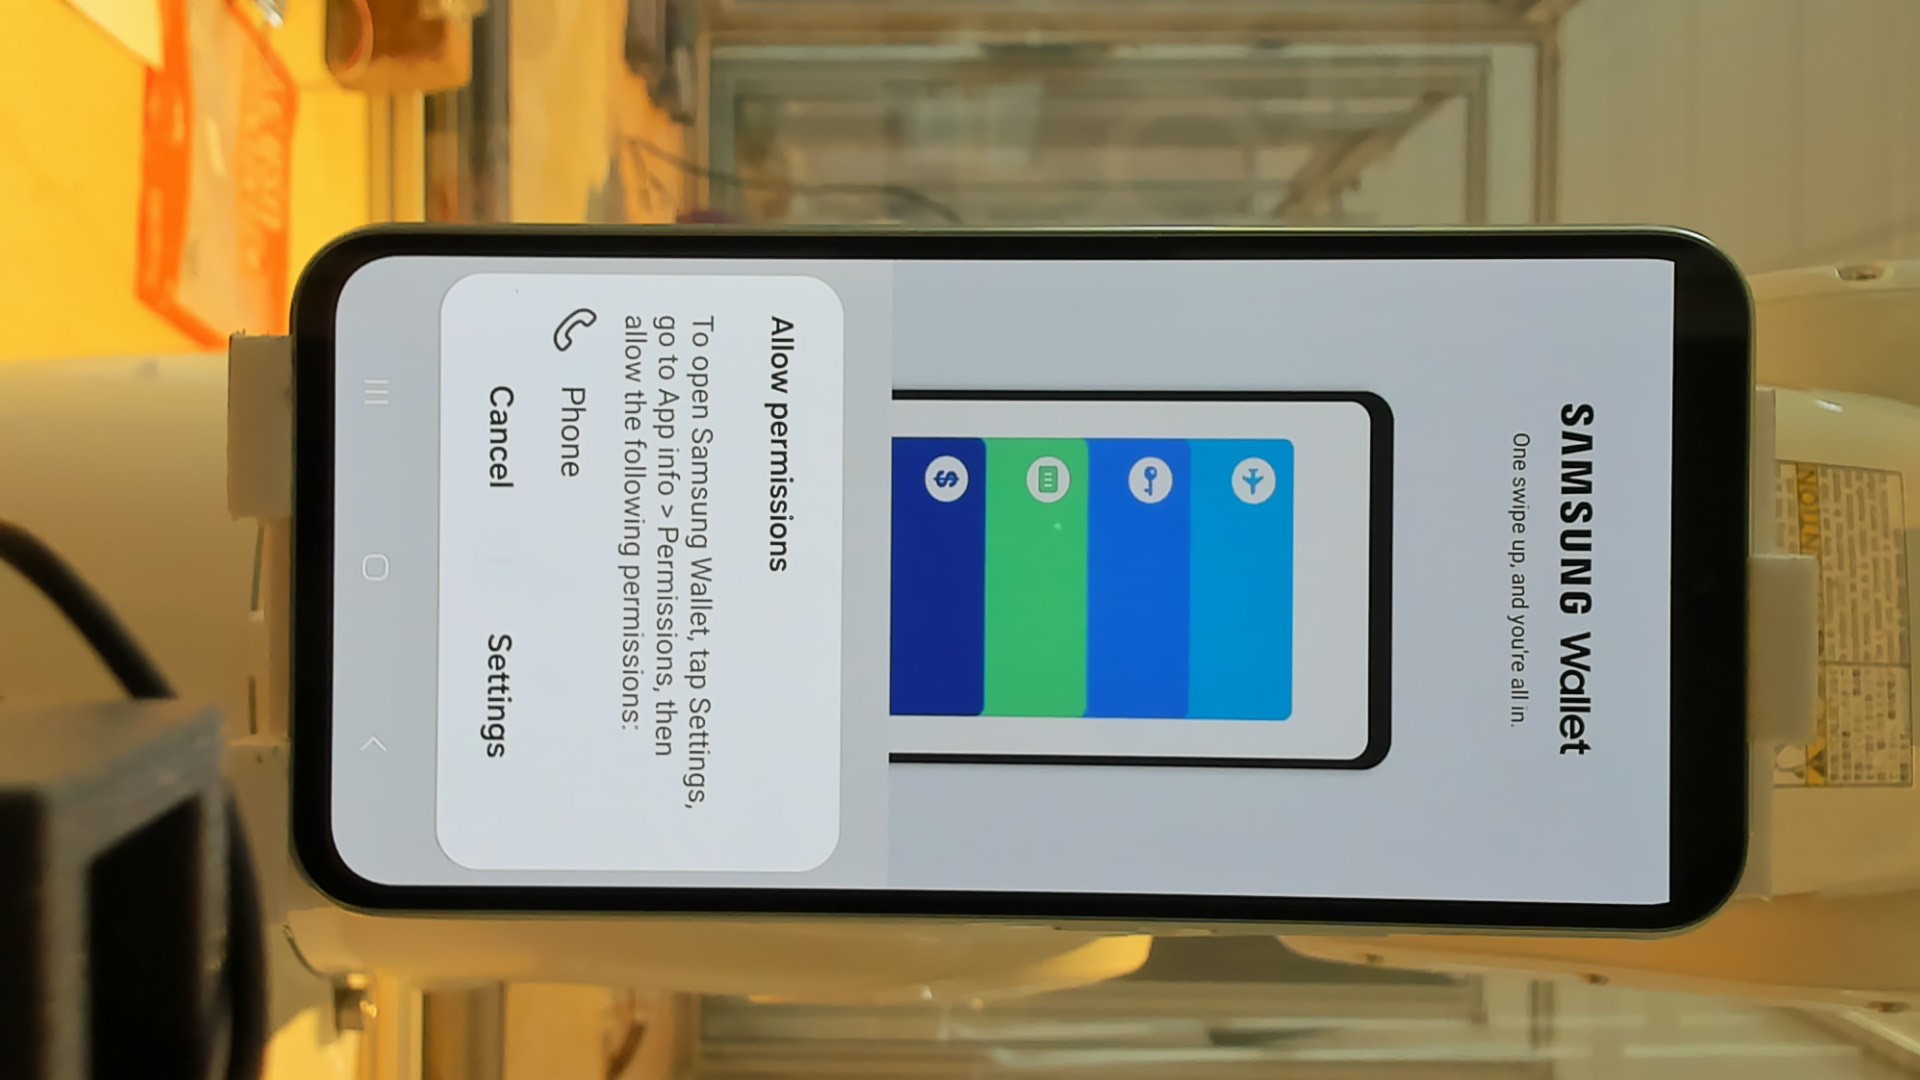 SAMSUNG Wallet
One swipe up, and you're all in.
$
Allow permissions
To open Samsung Wallet, tap Settings,
go to App info > Permissions, then
allow the following permissions:
Phone
Cancel
Settings